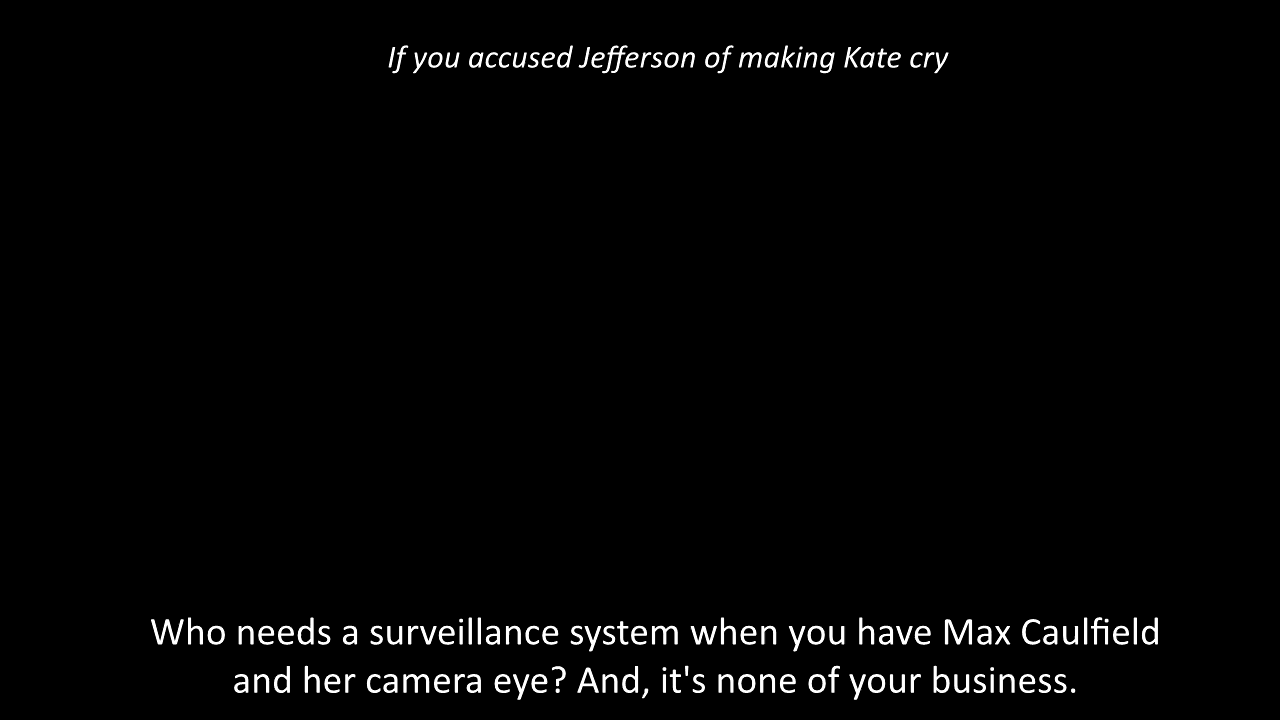 If you accused Jefferson of making Kate cry
Who needs a surveillance system when you have Max Caulfield
and her camera eye? And, it's none of your business.